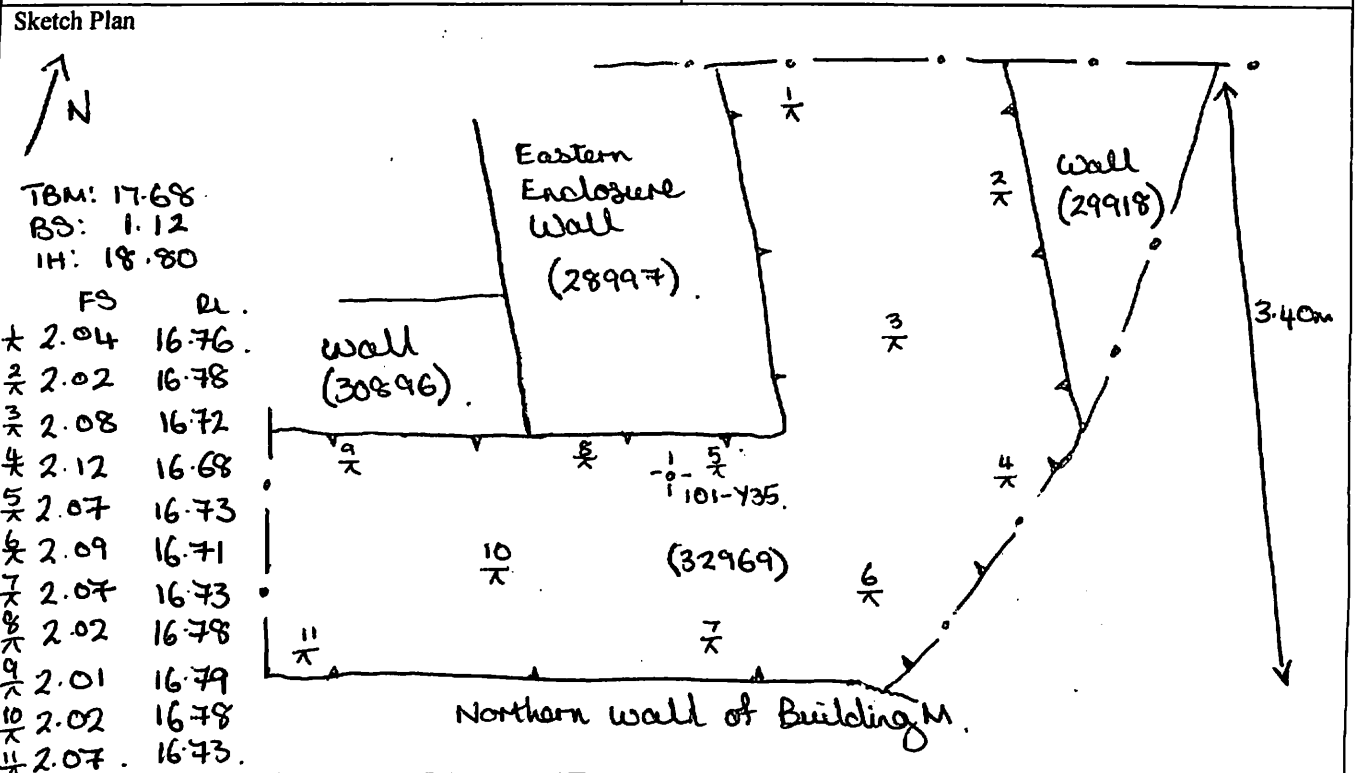 Sketch Plan
N
TBM: 17.68
BS: 1.12
IH: 18.80
FS RL.
1 2.04 16.76.
2 2.02 16.78
3 2.08 16.72
4 2.12 16.68
5 2.07 16.73
6 2.09 16.71
7 2.07 16.73
8 2.02 16.78
9 2.01 16.79
10 2.02 16.78
11 2.07. 16.73.
1
Eastern
Enclosure
Wall
(28997).
2
Wall
(29918)
3
3.40m
Wall
(30896).
9
8
5
101-Y35.
4
10
(32969)
6
11
7
Northern wall of Building M.